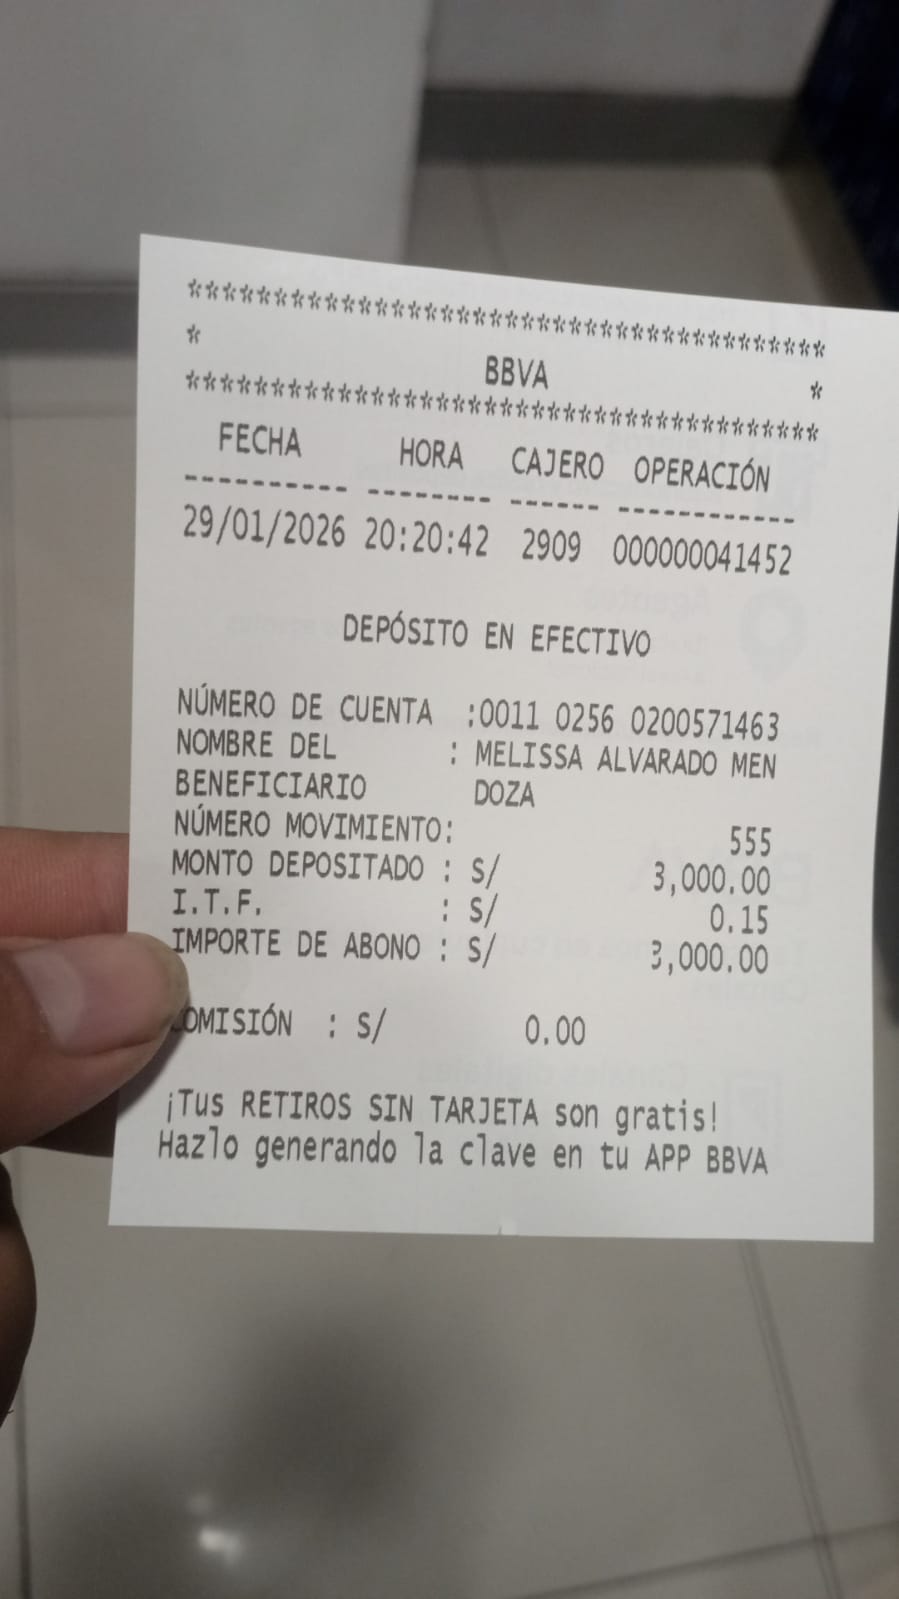 ***************************************
*
BBVA
*
***************************************
FECHA HORA CAJERO OPERACIÓN
---------- -------- ------ ------------
29/01/2026 20:20:42 2909 000000041452
DEPÓSITO EN EFECTIVO
NÚMERO DE CUENTA :0011 0256 0200571463
NOMBRE DEL : MELISSA ALVARADO MEN
BENEFICIARIO DOZA
NÚMERO MOVIMIENTO: 555
MONTO DEPOSITADO : S/ 3,000.00
I.T.F. : S/ 0.15
IMPORTE DE ABONO : S/ 3,000.00
COMISIÓN : S/ 0.00
¡Tus RETIROS SIN TARJETA son gratis!
Hazlo generando la clave en tu APP BBVA